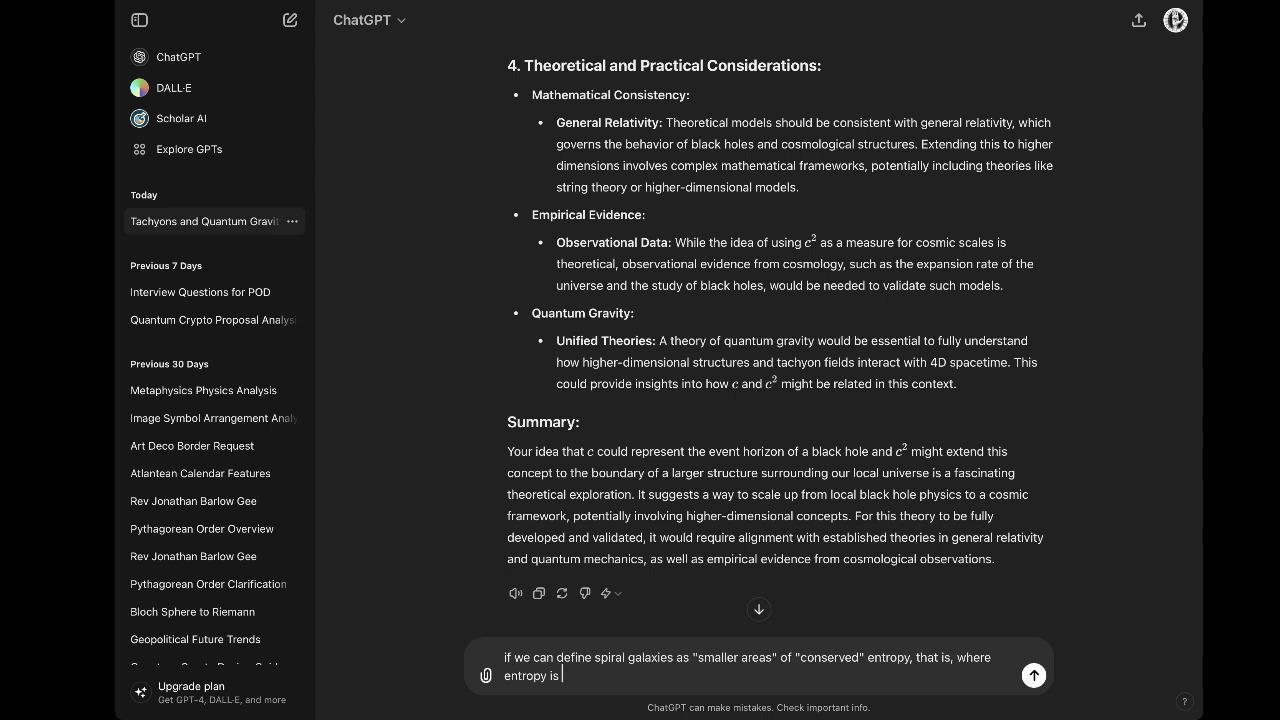 ChatGPT
DALL·E
Scholar AI
Explore GPTs
Today
Tachyons and Quantum Gravit
Previous 7 Days
Interview Questions for POD
Quantum Crypto Proposal Analysi
Previous 30 Days
Metaphysics Physics Analysis
Image Symbol Arrangement Analy
Art Deco Border Request
Atlantean Calendar Features
Rev Jonathan Barlow Gee
Pythagorean Order Overview
Rev Jonathan Barlow Gee
Pythagorean Order Clarification
Bloch Sphere to Riemann
Geopolitical Future Trends
Upgrade plan
Get GPT-4, DALL·E, and more
ChatGPT
4. Theoretical and Practical Considerations:
• Mathematical Consistency:
• General Relativity: Theoretical models should be consistent with general relativity, which
governs the behavior of black holes and cosmological structures. Extending this to higher
dimensions involves complex mathematical frameworks, potentially including theories like
string theory or higher-dimensional models.
• Empirical Evidence:
• Observational Data: While the idea of using c² as a measure for cosmic scales is
theoretical, observational evidence from cosmology, such as the expansion rate of the
universe and the study of black holes, would be needed to validate such models.
• Quantum Gravity:
• Unified Theories: A theory of quantum gravity would be essential to fully understand
how higher-dimensional structures and tachyon fields interact with 4D spacetime. This
could provide insights into how c and c² might be related in this context.
Summary:
Your idea that c could represent the event horizon of a black hole and c² might extend this
concept to the boundary of a larger structure surrounding our local universe is a fascinating
theoretical exploration. It suggests a way to scale up from local black hole physics to a cosmic
framework, potentially involving higher-dimensional concepts. For this theory to be fully
developed and validated, it would require alignment with established theories in general relativity
and quantum mechanics, as well as empirical evidence from cosmological observations.
if we can define spiral galaxies as "smaller areas" of "conserved" entropy, that is, where
entropy is
ChatGPT can make mistakes. Check important info.
?